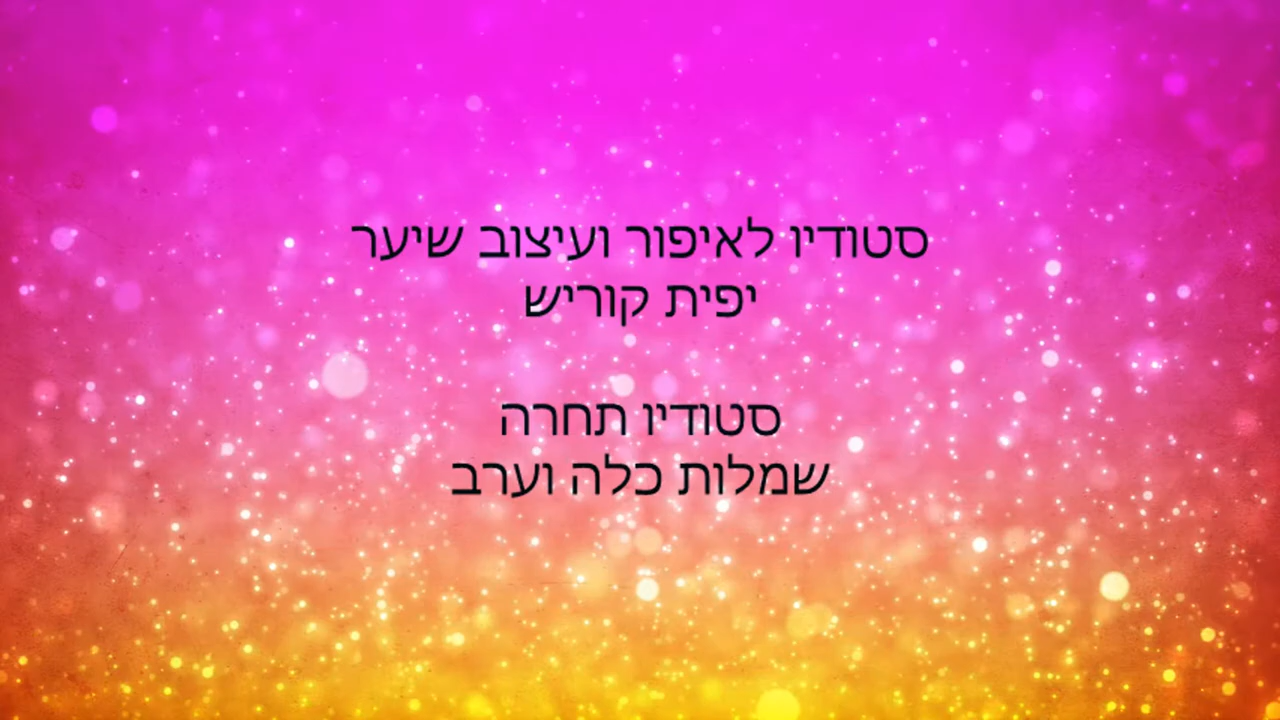 סטודיו לאיפור ועיצוב שיער
יפית קוריש
סטודיו תחרה
שמלות כלה וערב